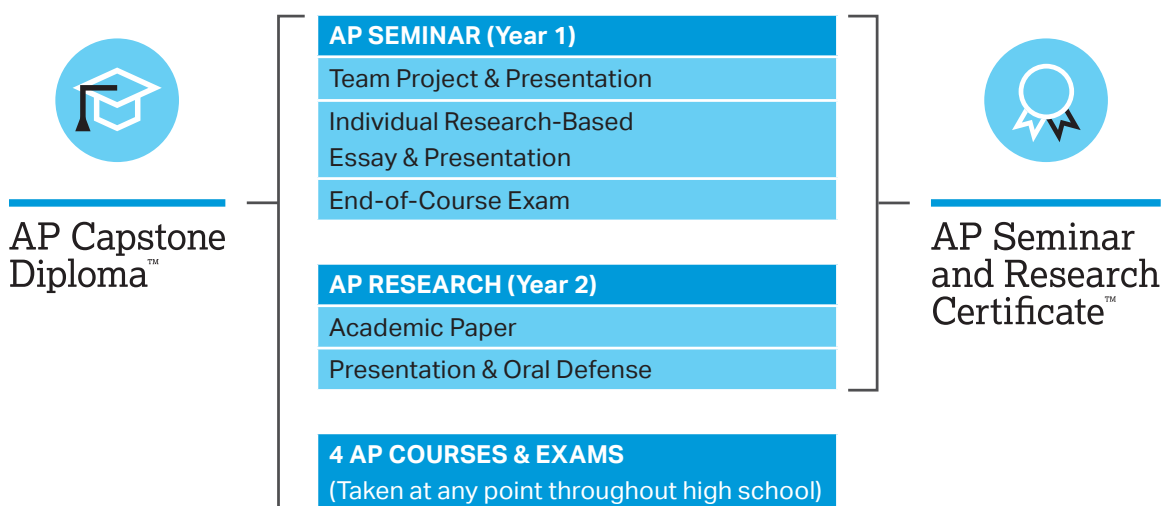 AP Capstone
Diploma™
AP SEMINAR (Year 1)
Team Project & Presentation
Individual Research-Based
Essay & Presentation
End-of-Course Exam
AP RESEARCH (Year 2)
Academic Paper
Presentation & Oral Defense
4 AP COURSES & EXAMS
(Taken at any point throughout high school)
AP Seminar
and Research
Certificate™